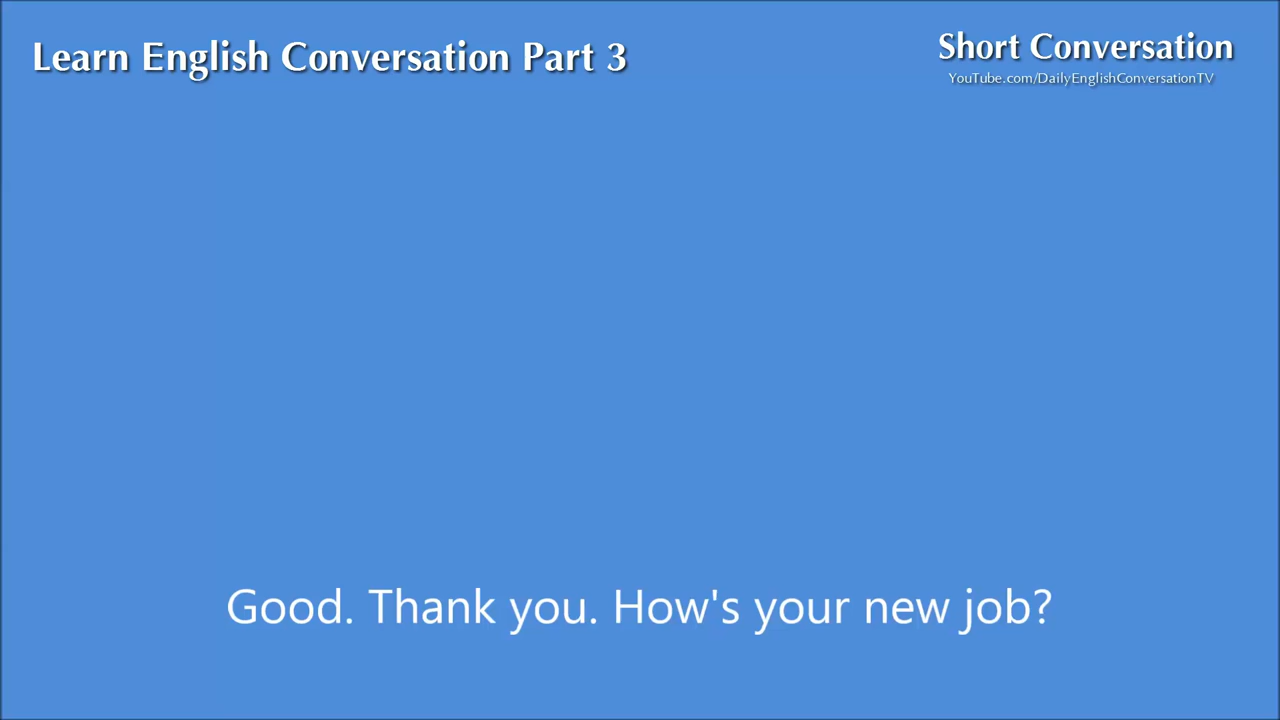 Learn English Conversation Part 3
Short Conversation
YouTube.com/DailyEnglishConversationTV
Good. Thank you. How's your new job?